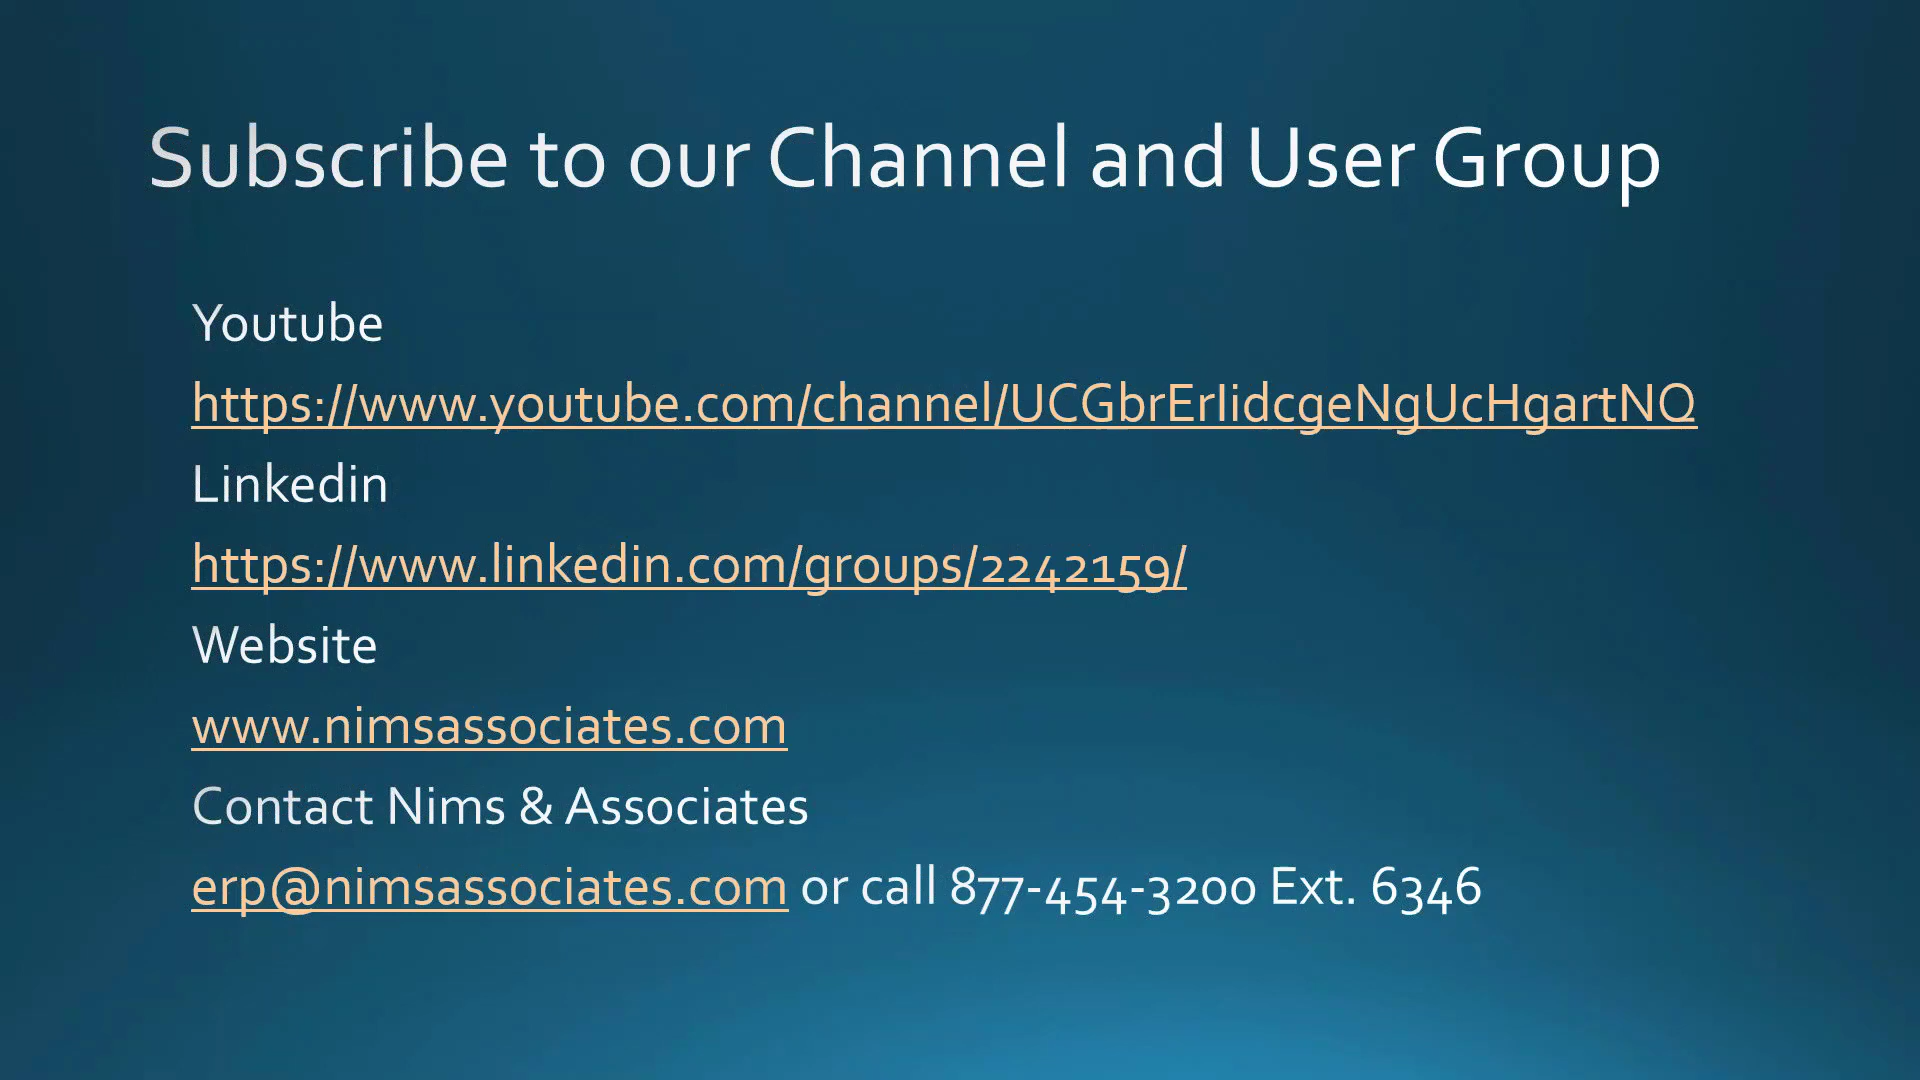 Subscribe to our Channel and User Group
Youtube
https://www.youtube.com/channel/UCGbrErIidcgeNgUcHgartNQ
Linkedin
https://www.linkedin.com/groups/2242159/
Website
www.nimsassociates.com
Contact Nims & Associates
erp@nimsassociates.com or call 877-454-3200 Ext. 6346